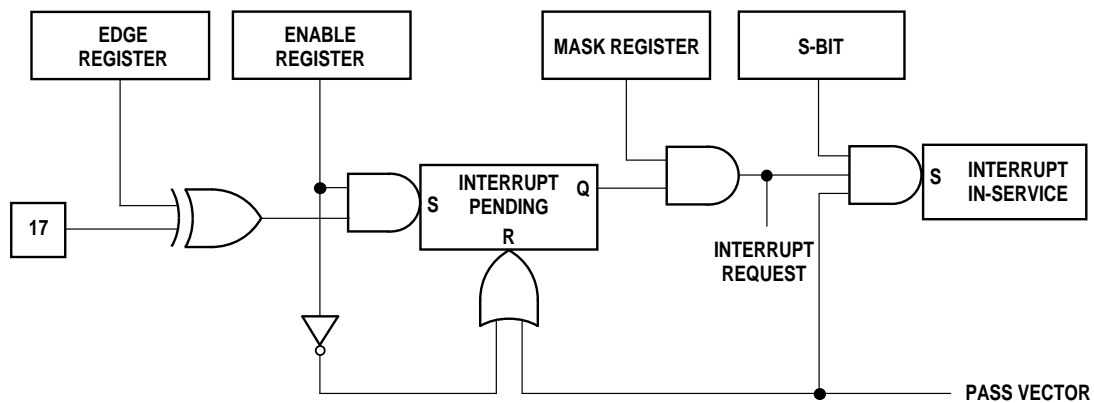 EDGE
REGISTER
ENABLE
REGISTER
MASK REGISTER
S-BIT
17
S
INTERRUPT
PENDING
Q
R
INTERRUPT
REQUEST
S
INTERRUPT
IN-SERVICE
PASS VECTOR